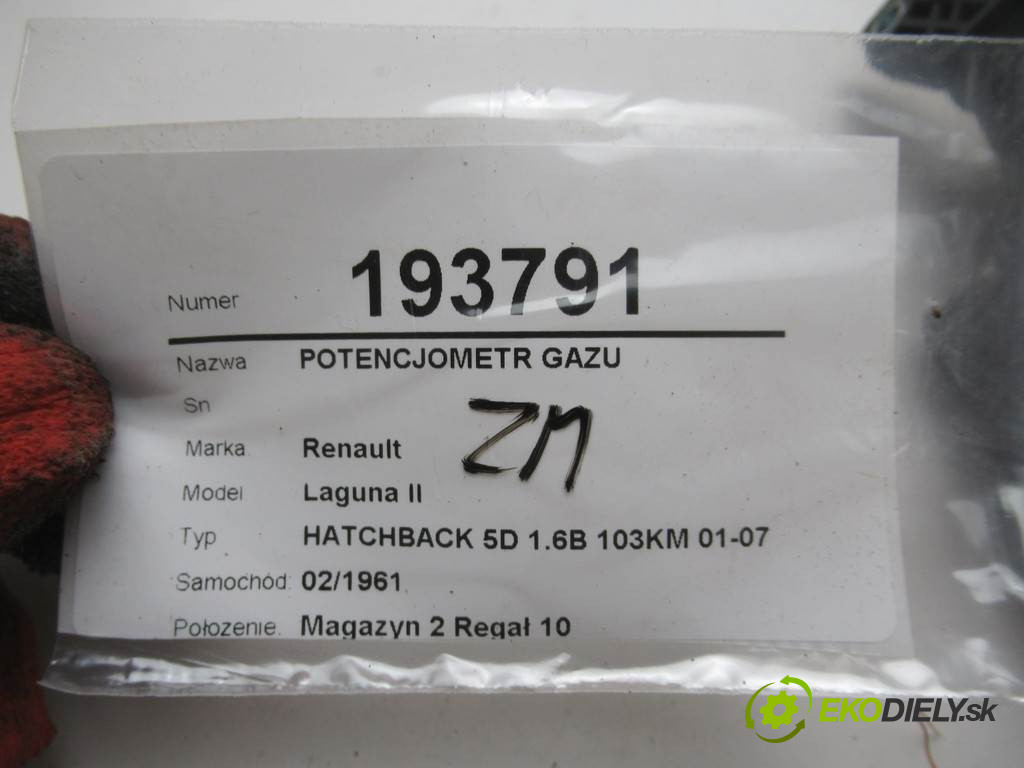 Numer 193791
Nazwa POTENCJOMETR GAZU
Sn
ZM
Marka Renault
Model Laguna II
Typ HATCHBACK 5D 1.6B 103KM 01-07
Samochód: 02/1961
Położenie: Magazyn 2 Regał 10
EKODIELY.sk